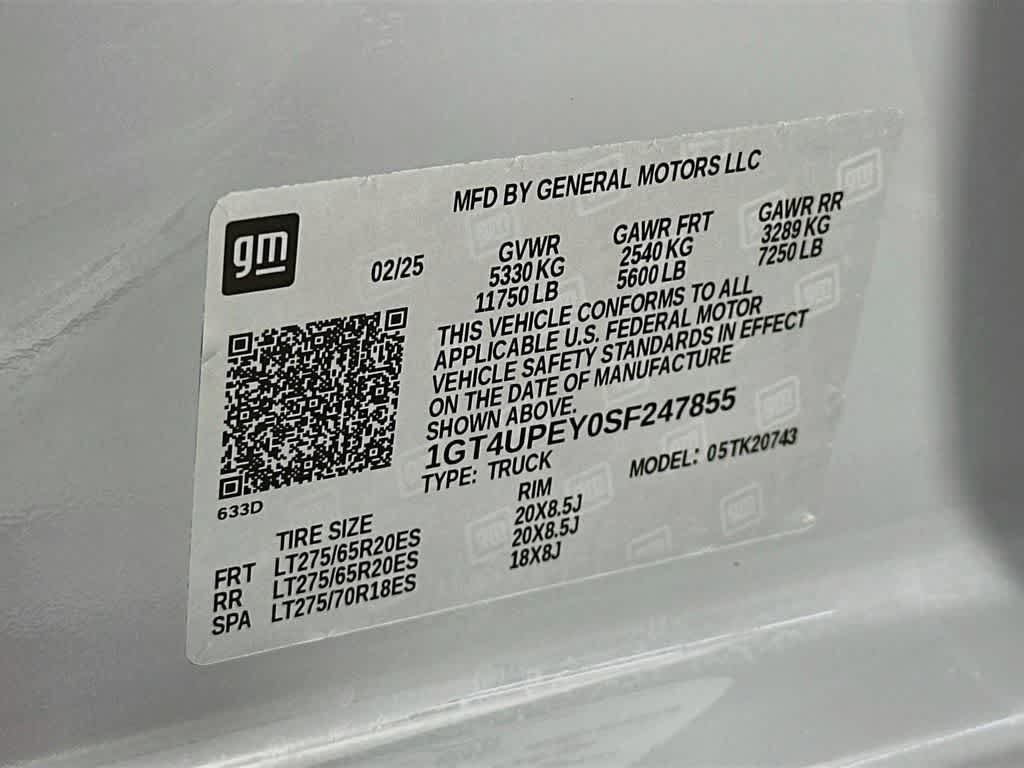 MFD BY GENERAL MOTORS LLC
gm
02/25
GVWR
5330 KG
11750 LB
GAWR FRT
2540 KG
5600 LB
GAWR RR
3289 KG
7250 LB
THIS VEHICLE CONFORMS TO ALL
APPLICABLE U.S. FEDERAL MOTOR
VEHICLE SAFETY STANDARDS IN EFFECT
ON THE DATE OF MANUFACTURE
SHOWN ABOVE.
1GT4UPEY0SF247855
TYPE: TRUCK
MODEL: 05TK20743
633D
TIRE SIZE RIM
FRT LT275/65R20ES 20X8.5J
RR LT275/65R20ES 20X8.5J
SPA LT275/70R18ES 18X8J